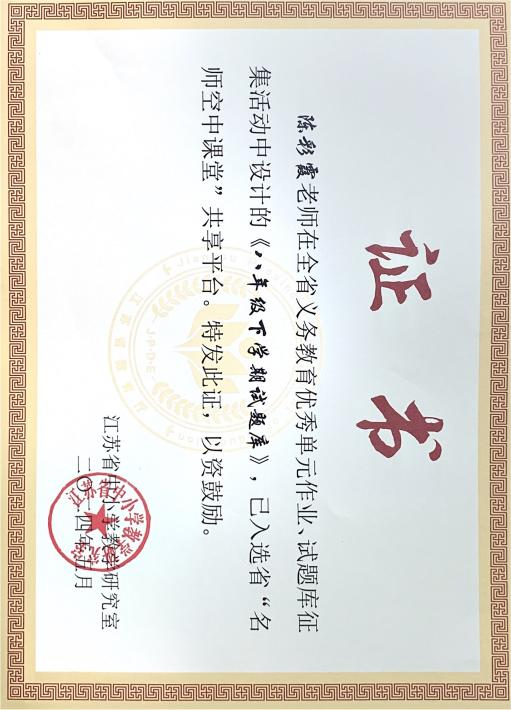 证书
陈彩霞老师在全省义务教育优秀单元作业、试题库征
集活动中设计的《八年级下学期试题库》，已入选省“名
师空中课堂”共享平台。特发此证，以资鼓励。
江苏省中小学教学研究室
二〇二四年五月
J·P·D·E